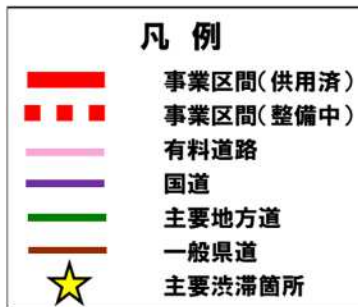 凡 例
事業区間(供用済)
事業区間(整備中)
有料道路
国道
主要地方道
一般県道
主要渋滞箇所